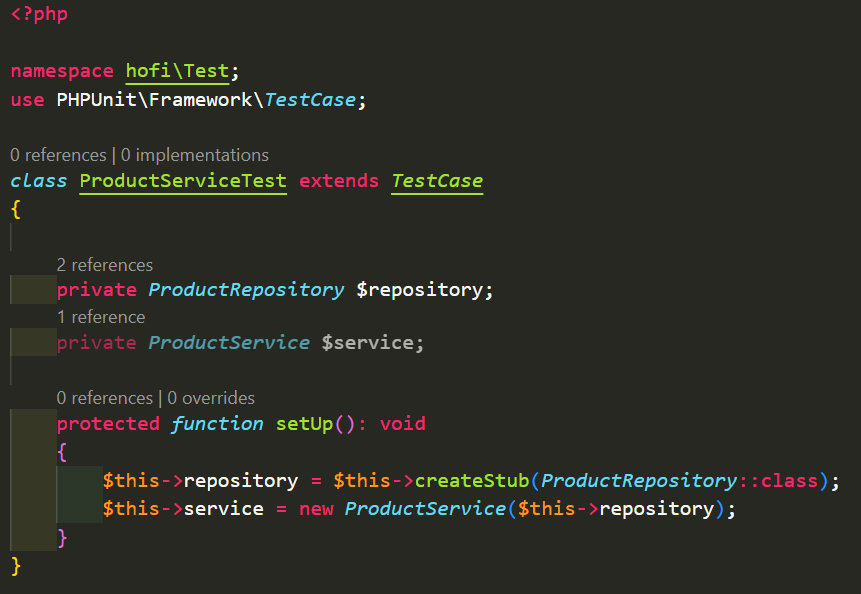 <?php
namespace hofi\Test;
use PHPUnit\Framework\TestCase;
0 references | 0 implementations
class ProductServiceTest extends TestCase
{
2 references
private ProductRepository $repository;
1 reference
private ProductService $service;
0 references | 0 overrides
protected function setUp(): void
{
$this->repository = $this->createStub(ProductRepository::class);
$this->service = new ProductService($this->repository);
}
}